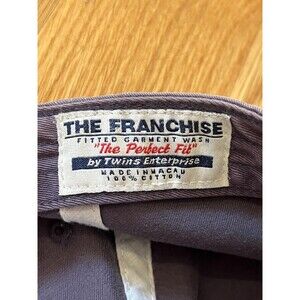 THE FRANCHISE
FITTED GARMENT WASH
"The Perfect Fit"
by Twins Enterprise
MADE IN MACAU
100% COTTON